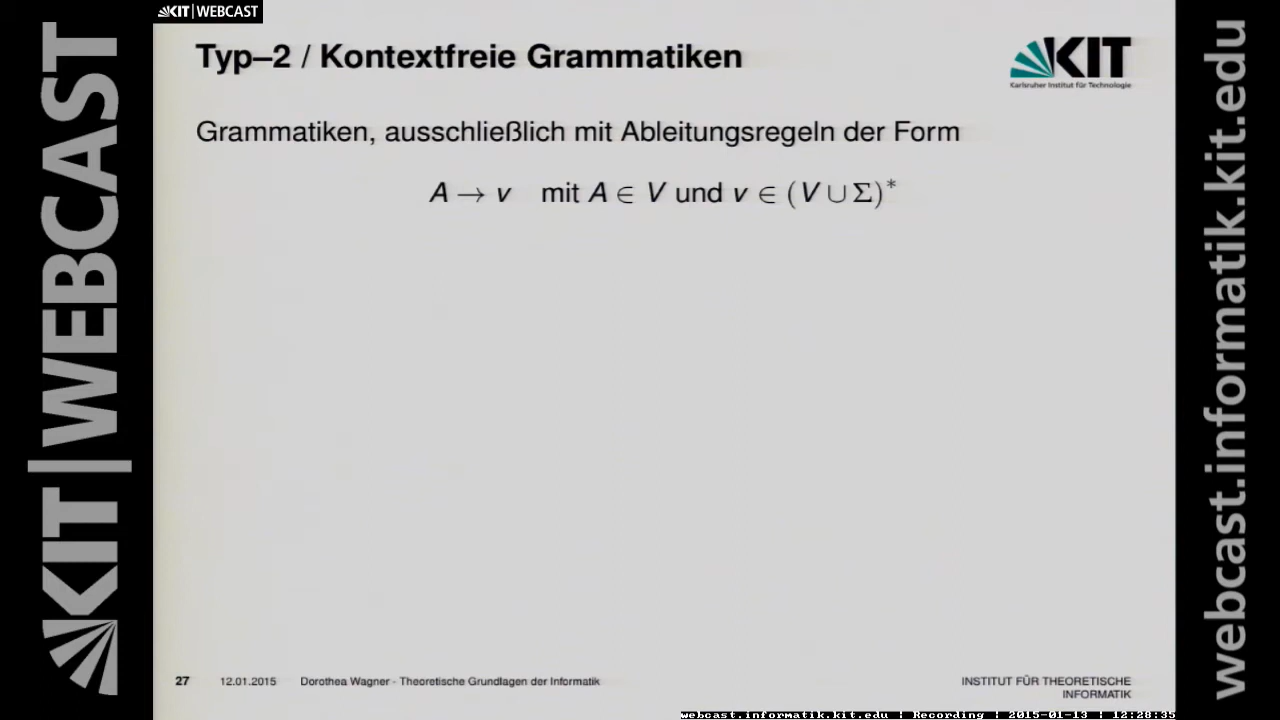 KIT | WEBCAST
Typ–2 / Kontextfreie Grammatiken
KIT
Karlsruher Institut für Technologie
Grammatiken, ausschließlich mit Ableitungsregeln der Form
A → v mit A ∈ V und v ∈ (V ∪ Σ)*
27 12.01.2015 Dorothea Wagner - Theoretische Grundlagen der Informatik
INSTITUT FÜR THEORETISCHE
INFORMATIK
KIT | WEBCAST
webcast.informatik.kit.edu
webcast.informatik.kit.edu | Recording | 2015-01-13 | 12:28:35